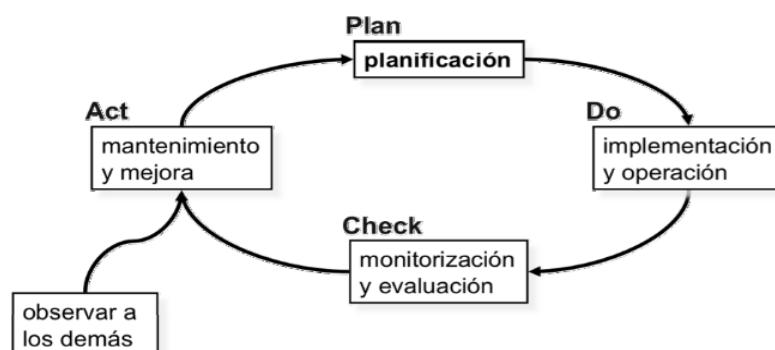 Plan
planificación
Act
mantenimiento
y mejora
Do
implementación
y operación
Check
monitorización
y evaluación
observar a
los demás